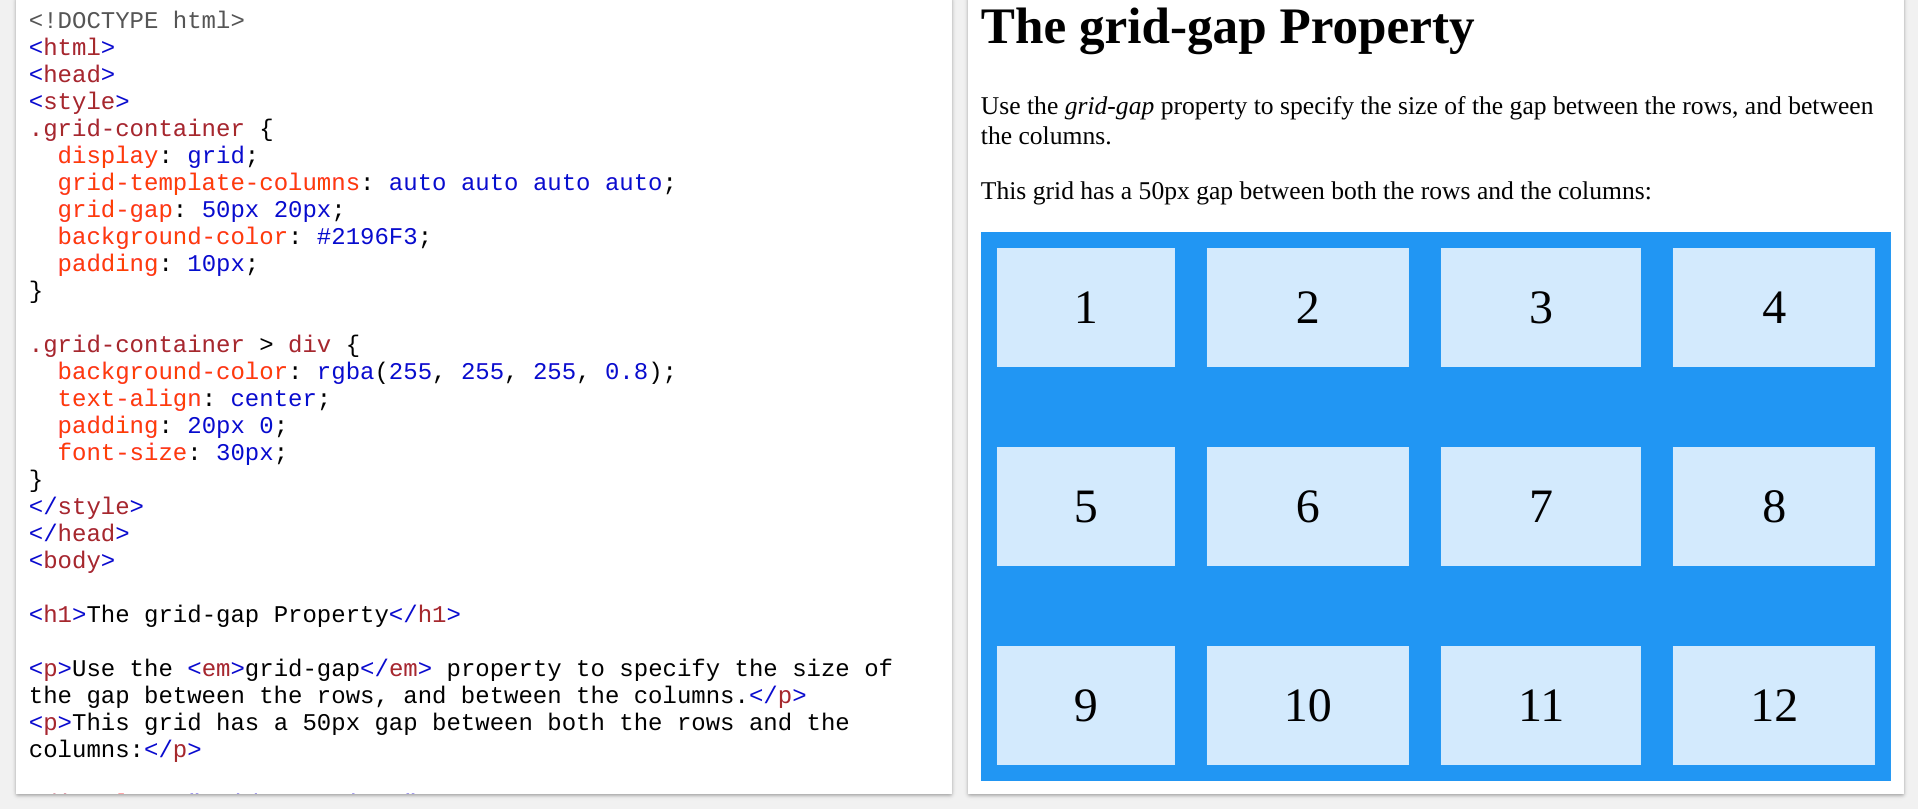 <!DOCTYPE html>
<html>
<head>
<style>
.grid-container {
  display: grid;
  grid-template-columns: auto auto auto auto;
  grid-gap: 50px 20px;
  background-color: #2196F3;
  padding: 10px;
}

.grid-container > div {
  background-color: rgba(255, 255, 255, 0.8);
  text-align: center;
  padding: 20px 0;
  font-size: 30px;
}
</style>
</head>
<body>

<h1>The grid-gap Property</h1>

<p>Use the <em>grid-gap</em> property to specify the size of
the gap between the rows, and between the columns.</p>
<p>This grid has a 50px gap between both the rows and the
columns:</p>

The grid-gap Property
Use the grid-gap property to specify the size of the gap between the rows, and between
the columns.
This grid has a 50px gap between both the rows and the columns:
1 2 3 4
5 6 7 8
9 10 11 12